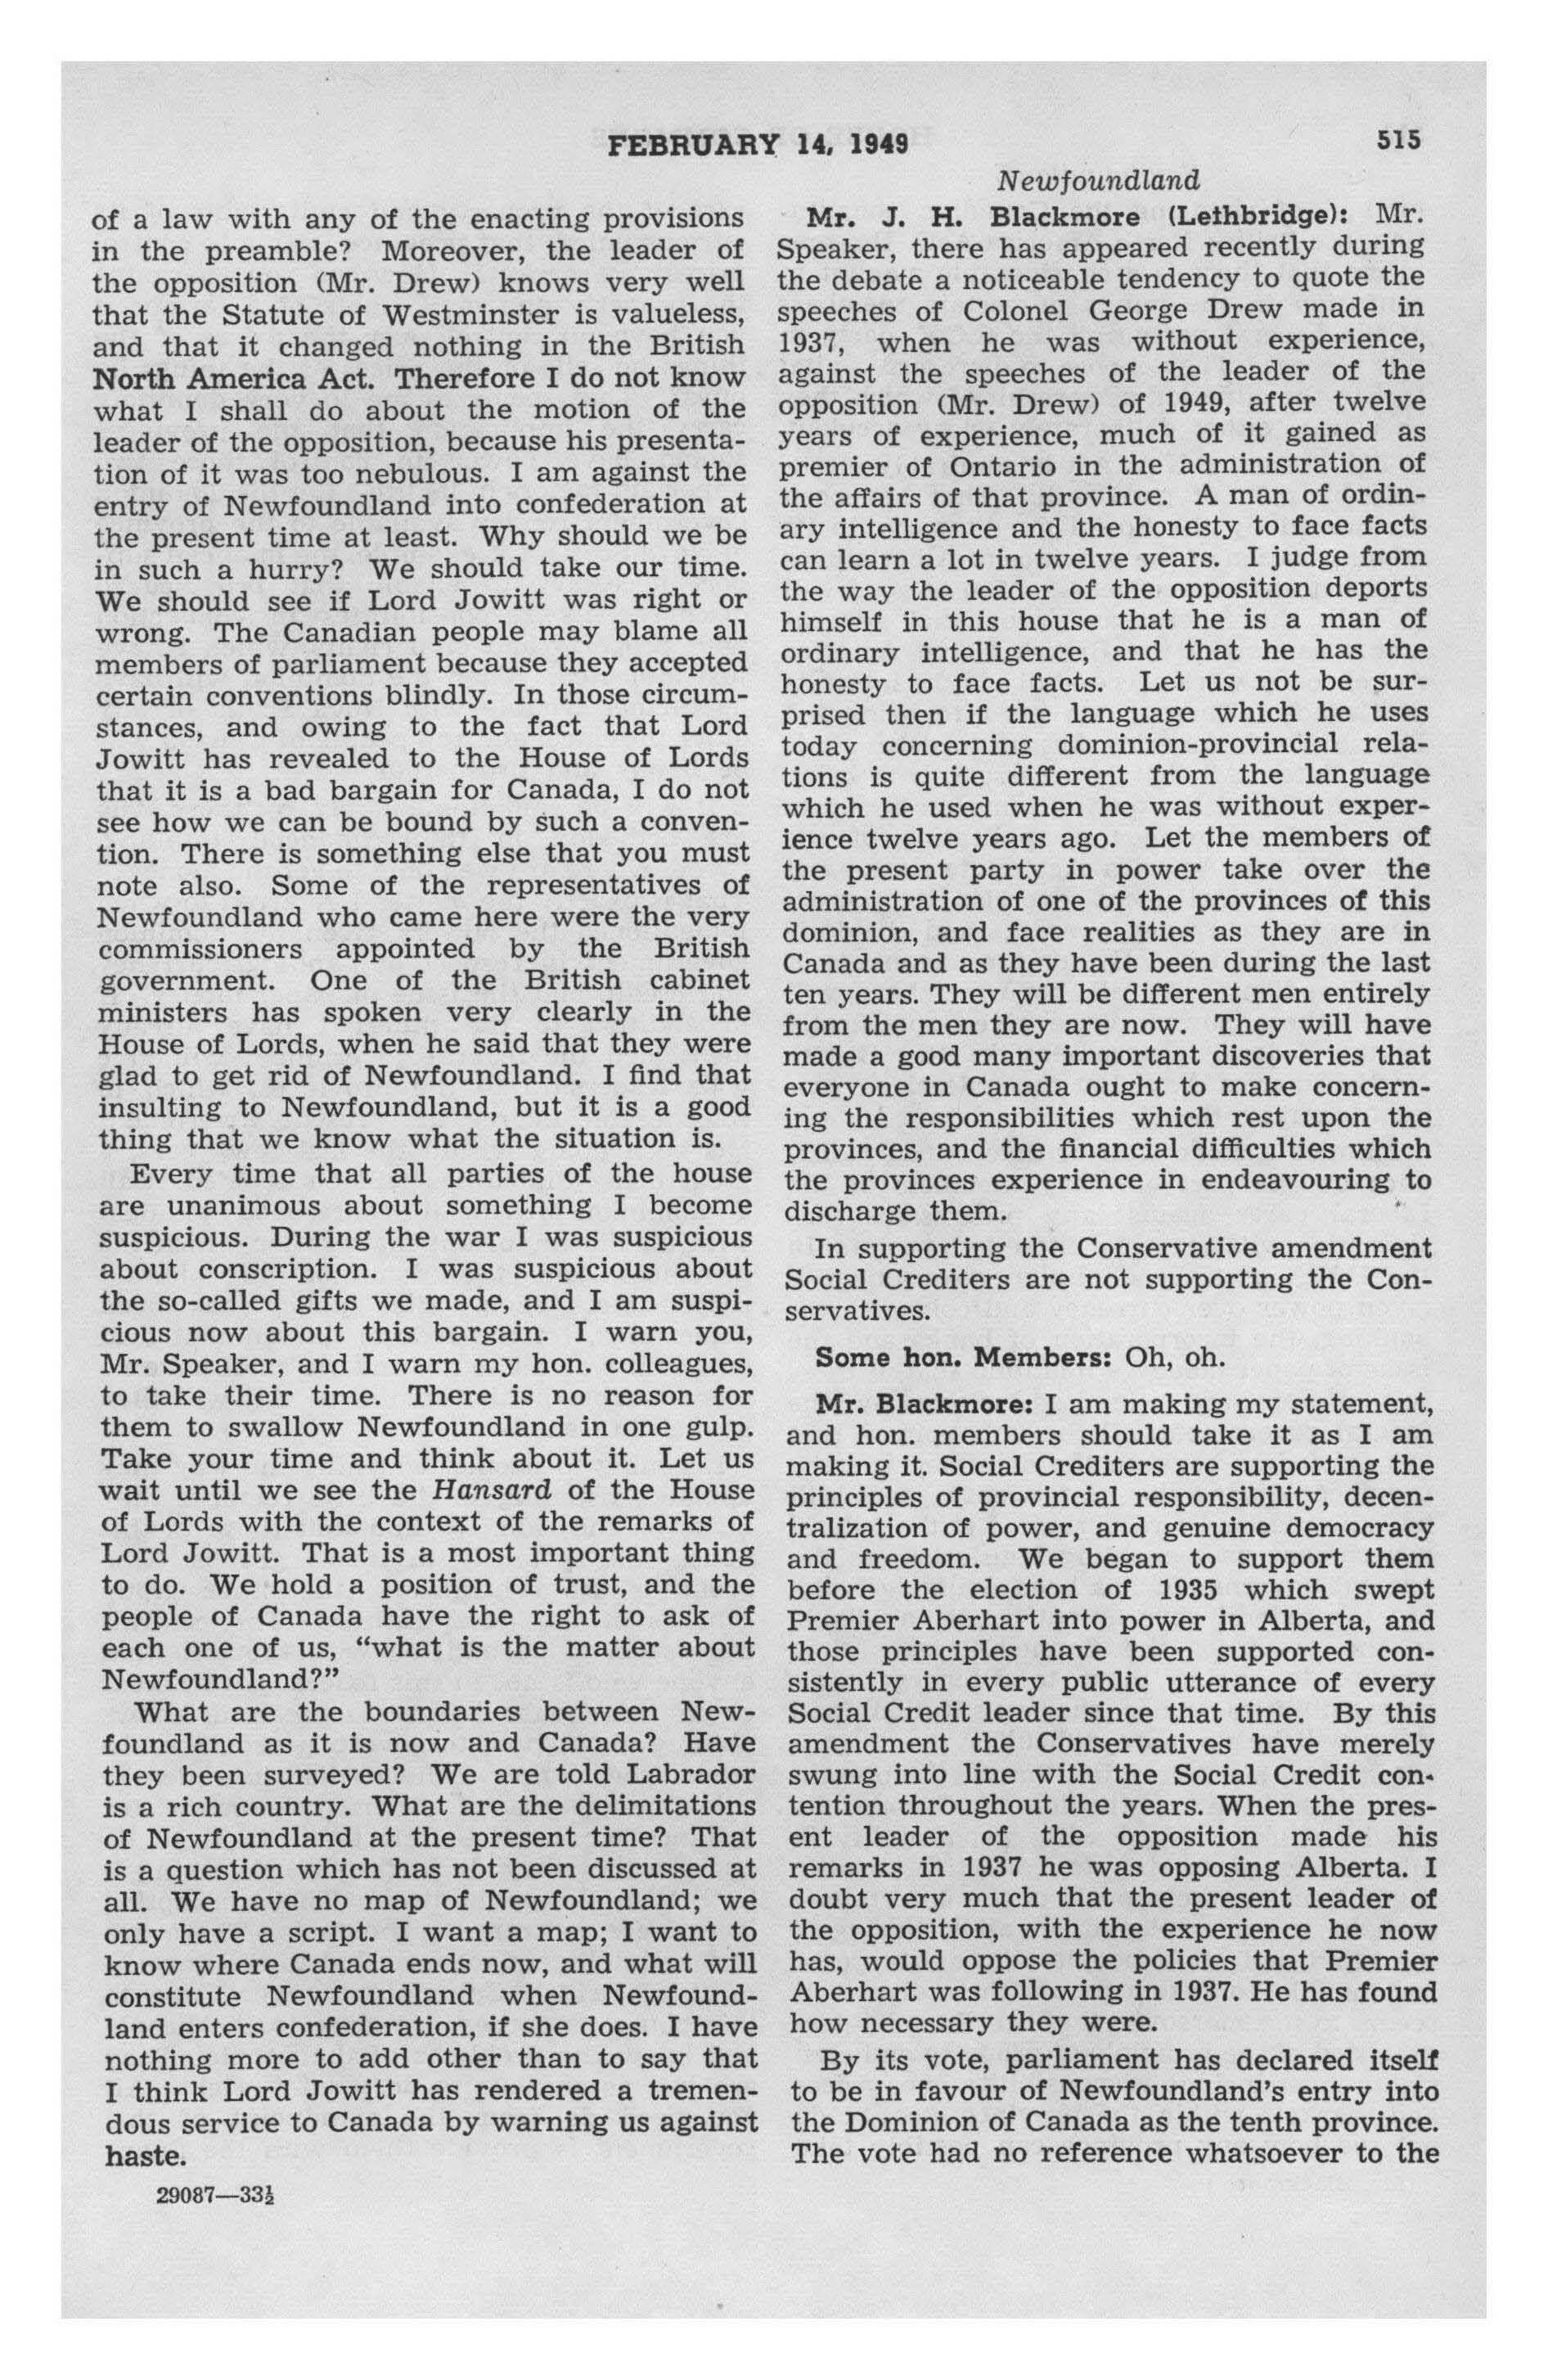 FEBRUARY 14, 1949
515
Newfoundland
of a law with any of the enacting provisions
in the preamble? Moreover, the leader of
the opposition (Mr. Drew) knows very well
that the Statute of Westminster is valueless,
and that it changed nothing in the British
North America Act. Therefore I do not know
what I shall do about the motion of the
leader of the opposition, because his presenta-
tion of it was too nebulous. I am against the
entry of Newfoundland into confederation at
the present time at least. Why should we be
in such a hurry? We should take our time.
We should see if Lord Jowitt was right or
wrong. The Canadian people may blame all
members of parliament because they accepted
certain conventions blindly. In those circum-
stances, and owing to the fact that Lord
Jowitt has revealed to the House of Lords
that it is a bad bargain for Canada, I do not
see how we can be bound by such a conven-
tion. There is something else that you must
note also. Some of the representatives of
Newfoundland who came here were the very
commissioners appointed by the British
government. One of the British cabinet
ministers has spoken very clearly in the
House of Lords, when he said that they were
glad to get rid of Newfoundland. I find that
insulting to Newfoundland, but it is a good
thing that we know what the situation is.
Every time that all parties of the house
are unanimous about something I become
suspicious. During the war I was suspicious
about conscription. I was suspicious about
the so-called gifts we made, and I am suspi-
cious now about this bargain. I warn you,
Mr. Speaker, and I warn my hon. colleagues,
to take their time. There is no reason for
them to swallow Newfoundland in one gulp.
Take your time and think about it. Let us
wait until we see the Hansard of the House
of Lords with the context of the remarks of
Lord Jowitt. That is a most important thing
to do. We hold a position of trust, and the
people of Canada have the right to ask of
each one of us, “what is the matter about
Newfoundland?”
What are the boundaries between New-
foundland as it is now and Canada? Have
they been surveyed? We are told Labrador
is a rich country. What are the delimitations
of Newfoundland at the present time? That
is a question which has not been discussed at
all. We have no map of Newfoundland; we
only have a script. I want a map; I want to
know where Canada ends now, and what will
constitute Newfoundland when Newfound-
land enters confederation, if she does. I have
nothing more to add other than to say that
I think Lord Jowitt has rendered a tremen-
dous service to Canada by warning us against
haste.
29087—33½
Mr. J. H. Blackmore (Lethbridge): Mr.
Speaker, there has appeared recently during
the debate a noticeable tendency to quote the
speeches of Colonel George Drew made in
1937, when he was without experience,
against the speeches of the leader of the
opposition (Mr. Drew) of 1949, after twelve
years of experience, much of it gained as
premier of Ontario in the administration of
the affairs of that province. A man of ordin-
ary intelligence and the honesty to face facts
can learn a lot in twelve years. I judge from
the way the leader of the opposition deports
himself in this house that he is a man of
ordinary intelligence, and that he has the
honesty to face facts. Let us not be sur-
prised then if the language which he uses
today concerning dominion-provincial rela-
tions is quite different from the language
which he used when he was without exper-
ience twelve years ago. Let the members of
the present party in power take over the
administration of one of the provinces of this
dominion, and face realities as they are in
Canada and as they have been during the last
ten years. They will be different men entirely
from the men they are now. They will have
made a good many important discoveries that
everyone in Canada ought to make concern-
ing the responsibilities which rest upon the
provinces, and the financial difficulties which
the provinces experience in endeavouring to
discharge them.
In supporting the Conservative amendment
Social Crediters are not supporting the Con-
servatives.
Some hon. Members: Oh, oh.
Mr. Blackmore: I am making my statement,
and hon. members should take it as I am
making it. Social Crediters are supporting the
principles of provincial responsibility, decen-
tralization of power, and genuine democracy
and freedom. We began to support them
before the election of 1935 which swept
Premier Aberhart into power in Alberta, and
those principles have been supported con-
sistently in every public utterance of every
Social Credit leader since that time. By this
amendment the Conservatives have merely
swung into line with the Social Credit con-
tention throughout the years. When the pres-
ent leader of the opposition made his
remarks in 1937 he was opposing Alberta. I
doubt very much that the present leader of
the opposition, with the experience he now
has, would oppose the policies that Premier
Aberhart was following in 1937. He has found
how necessary they were.
By its vote, parliament has declared itself
to be in favour of Newfoundland's entry into
the Dominion of Canada as the tenth province.
The vote had no reference whatsoever to the